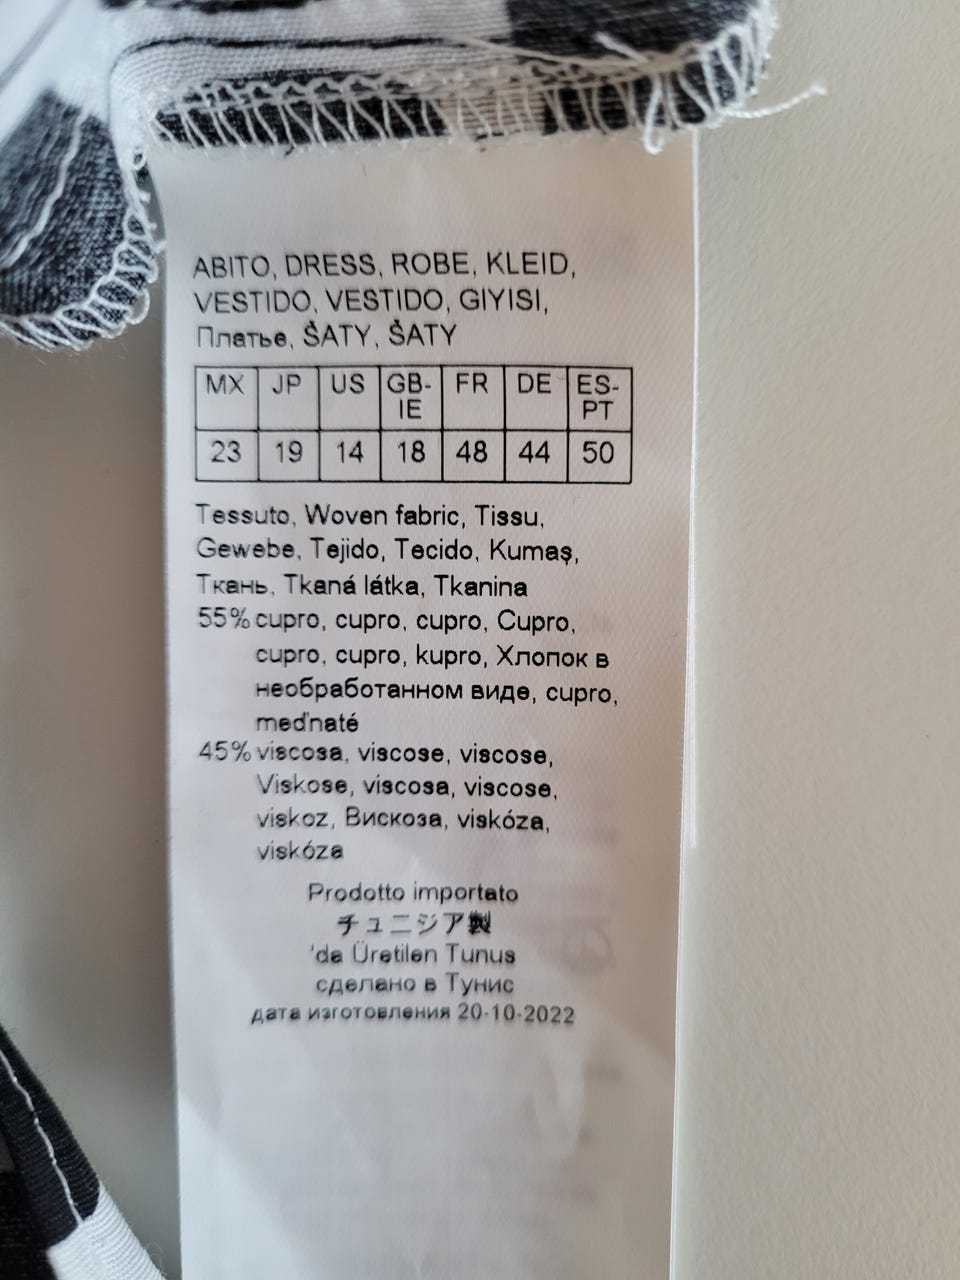 ABITO, DRESS, ROBE, KLEID,
VESTIDO, VESTIDO, GIYISI,
Платье, ŠATY, ŠATY
MX JP US GB-IE FR DE ES-PT
23 19 14 18 48 44 50
Tessuto, Woven fabric, Tissu,
Gewebe, Tejido, Tecido, Kumaş,
Ткань, Tkaná látka, Tkanina
55% cupro, cupro, cupro, Cupro,
cupro, cupro, kupro, Хлопок в
необработанном виде, cupro,
meďnaté
45% viscosa, viscose, viscose,
Viskose, viscosa, viscose,
viskoz, Вискоза, viskóza,
viskóza
Prodotto importato
チュニジア製
'da Üretilen Tunus
сделано в Тунис
дата изготовления 20-10-2022